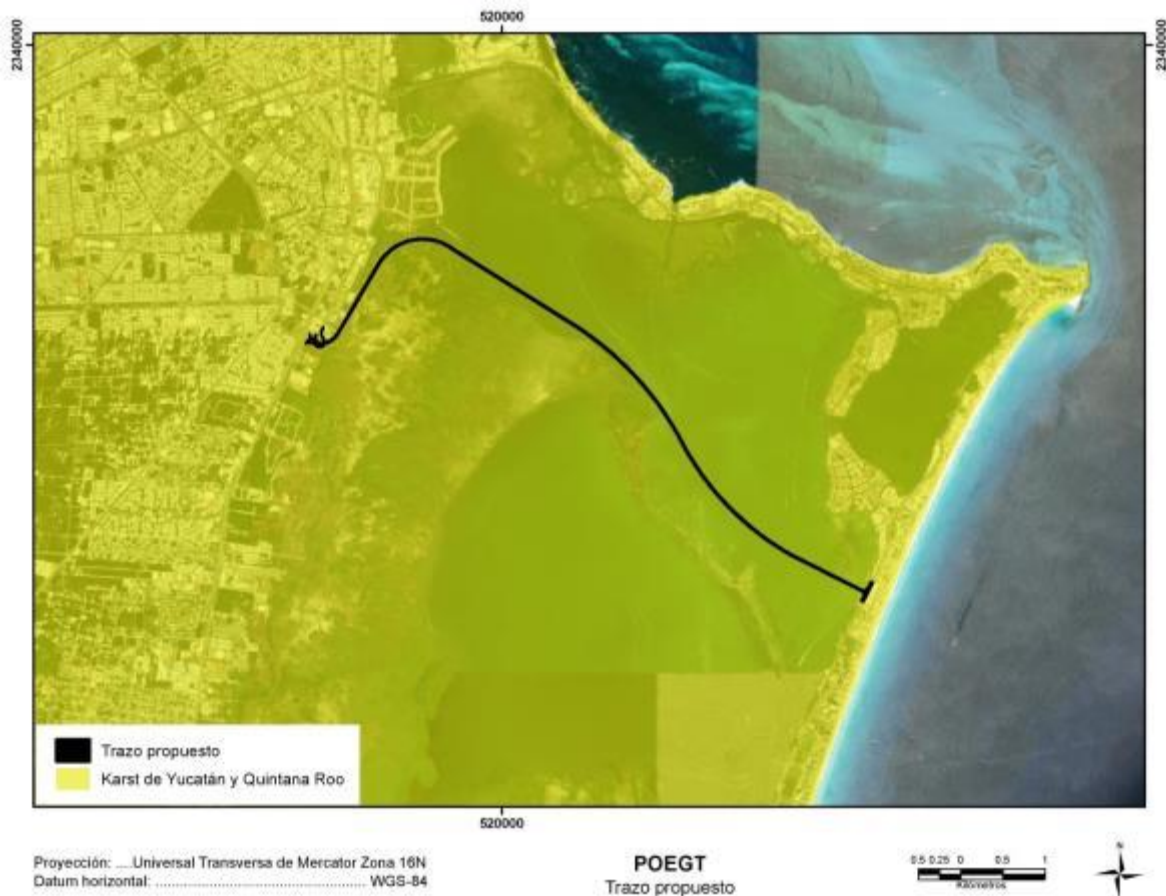 520000
2340000
2340000
Trazo propuesto
Karst de Yucatán y Quintana Roo
520000
Proyección: ....Universal Transversa de Mercator Zona 16N
Datum horizontal: ............................................ WGS-84
POEGT
Trazo propuesto
0.5 0.25 0 0.5 1
Kilómetros
N